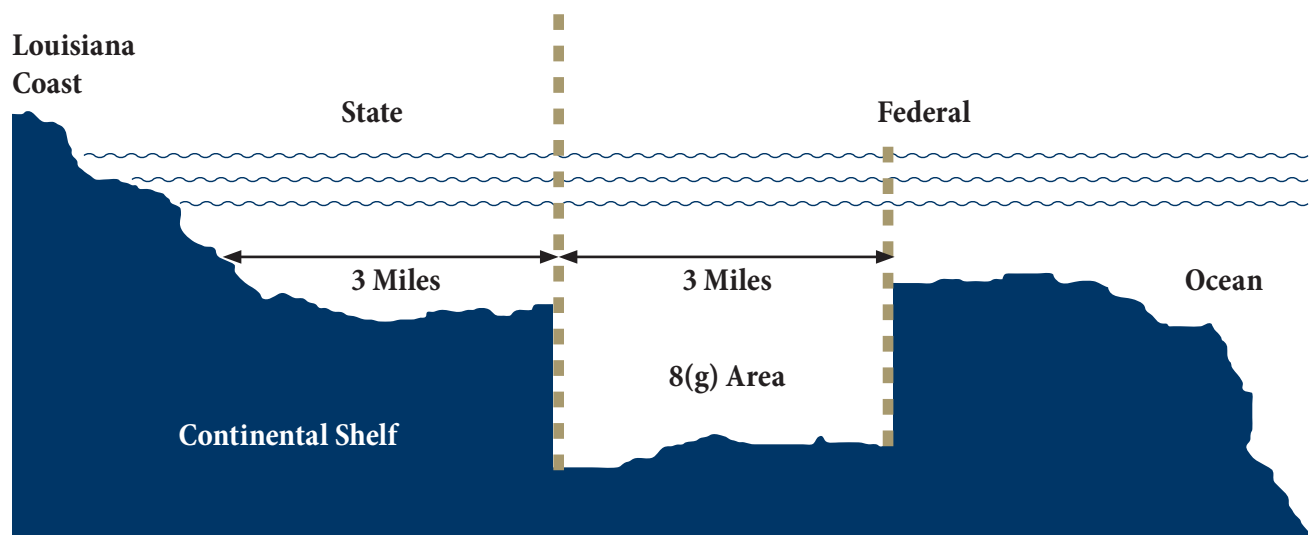 Louisiana
Coast
State
Federal
3 Miles
3 Miles
Ocean
8(g) Area
Continental Shelf